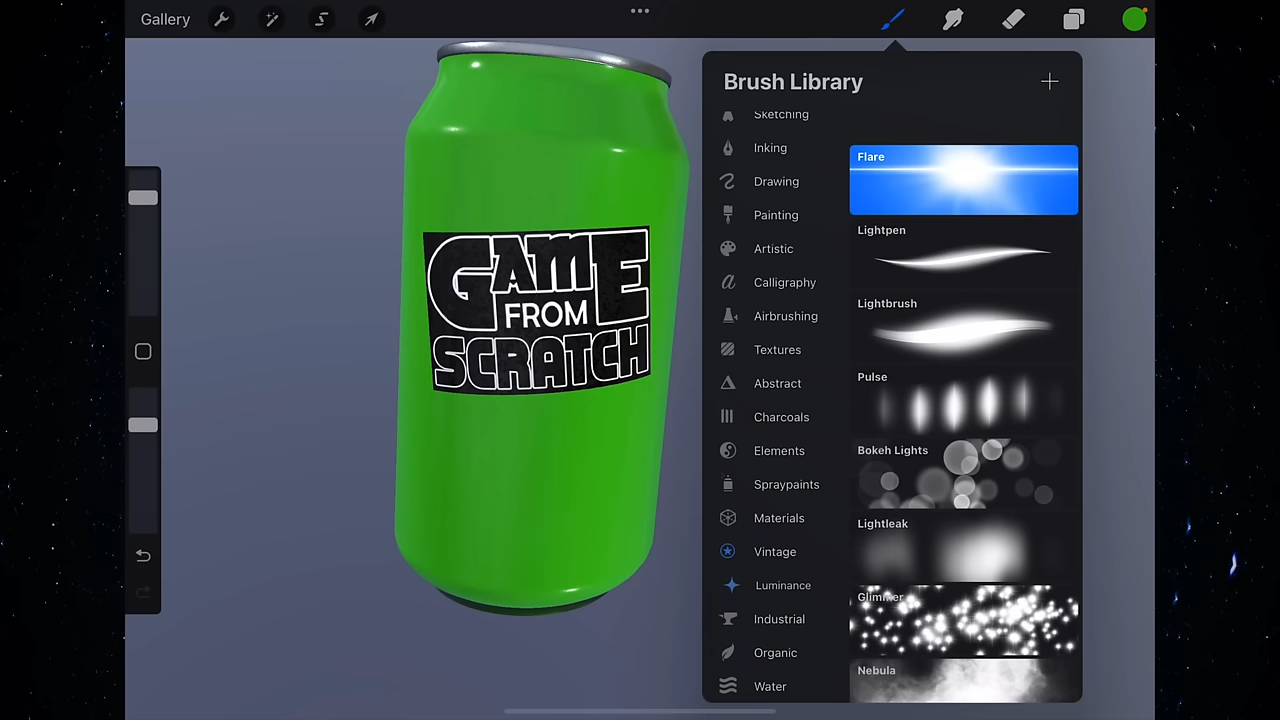 Gallery
Brush Library
Sketching
Inking
Drawing
Painting
Artistic
Calligraphy
Airbrushing
Textures
Abstract
Charcoals
Elements
Spraypaints
Materials
Vintage
Luminance
Industrial
Organic
Water
Flare
Lightpen
Lightbrush
Pulse
Bokeh Lights
Lightleak
Glimmer
Nebula
GAME
FROM
SCRATCH